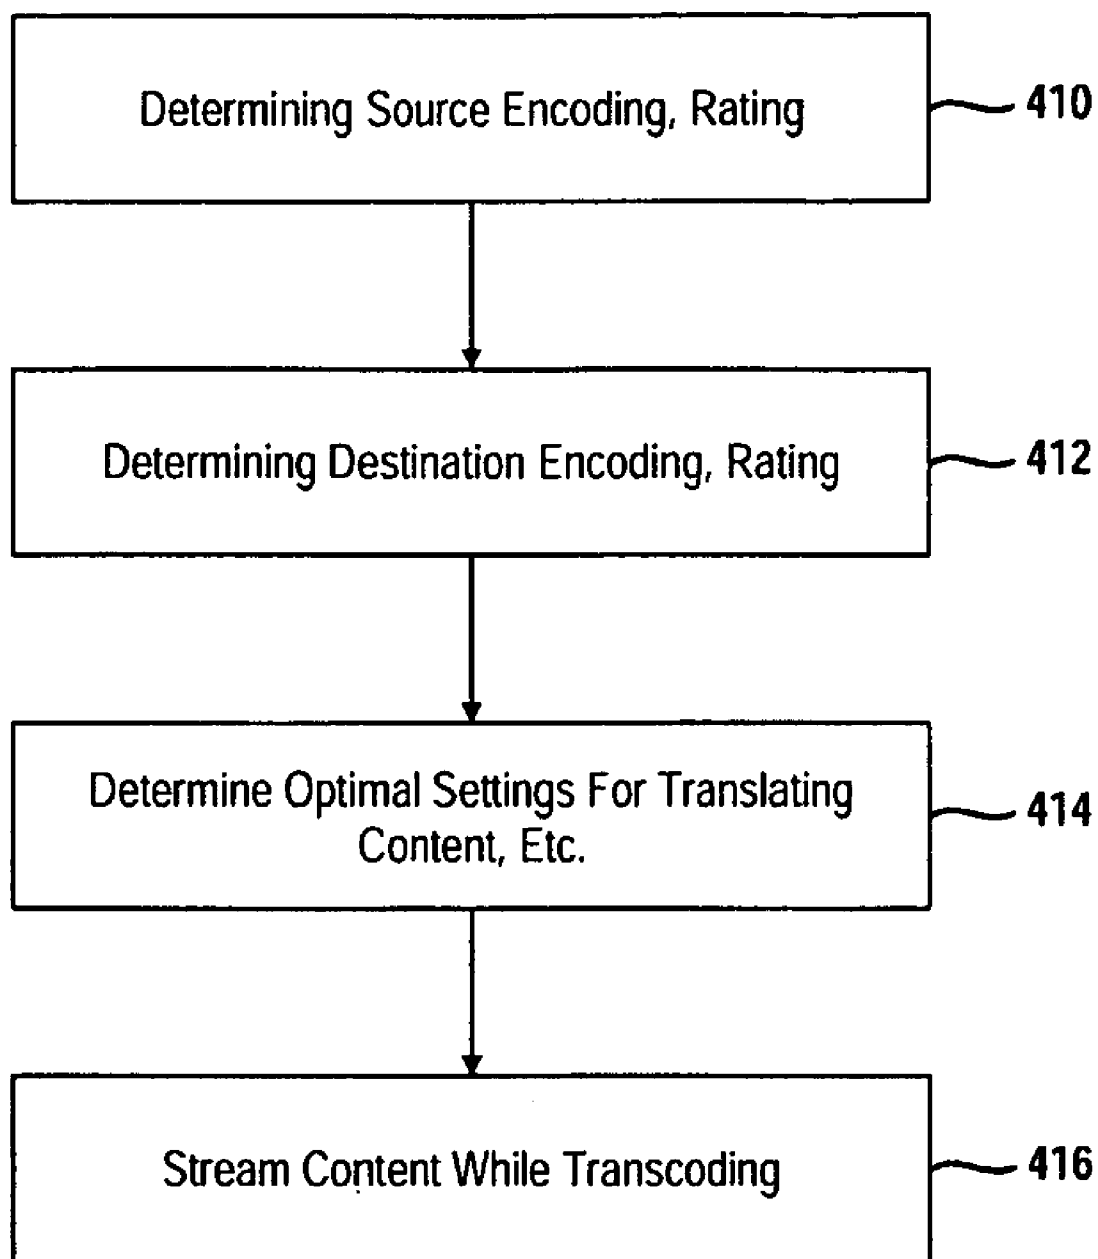 Determining Source Encoding, Rating
410
Determining Destination Encoding, Rating
412
Determine Optimal Settings For Translating
Content, Etc.
414
Stream Content While Transcoding
416